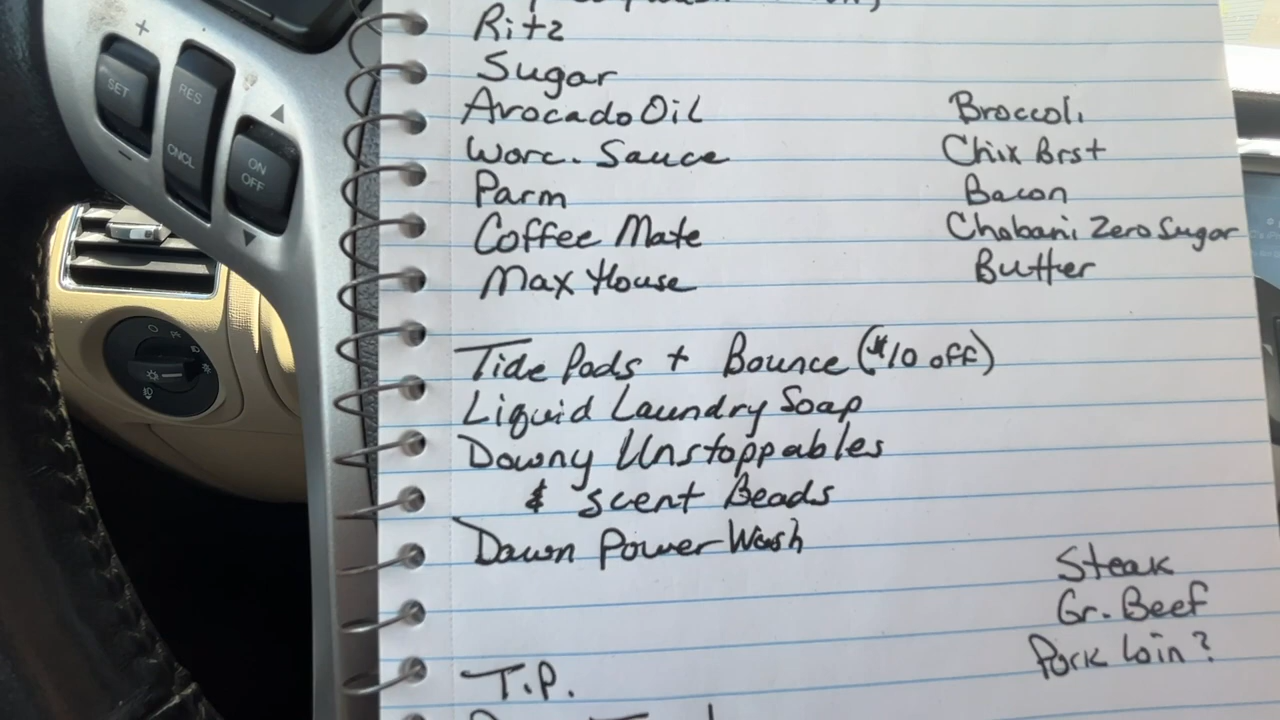 +
SET
−
RES
CNCL
ON
OFF
Ritz
Sugar
Avocado Oil
Worc. Sauce
Parm
Coffee Mate
Max House
Broccoli
Chix Brst
Bacon
Chobani Zero Sugar
Butter
Tide Pods + Bounce ($10 off)
Liquid Laundry Soap
Downy Unstoppables
& Scent Beads
Dawn Power Wash
Steak
Gr. Beef
Pork Loin?
T.P.